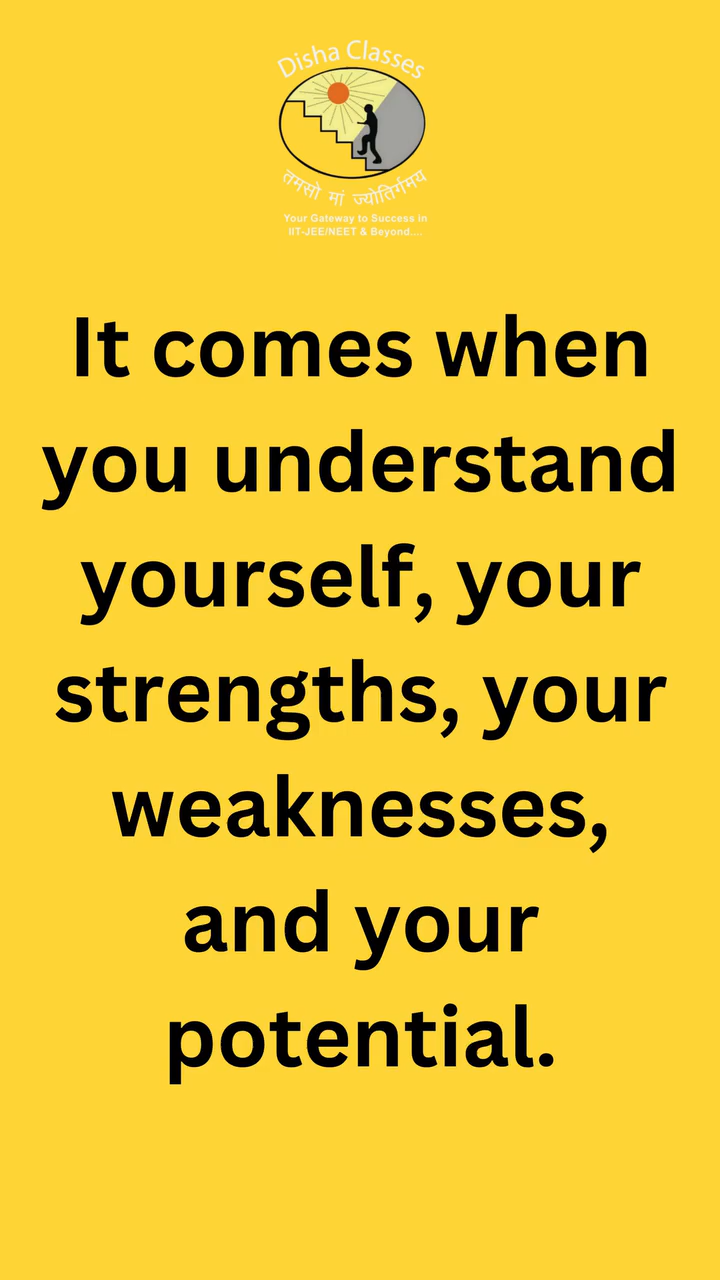 Disha Classes
तमसो मां ज्योतिर्गमय
Your Gateway to Success in
IIT-JEE/NEET & Beyond....
It comes when
you understand
yourself, your
strengths, your
weaknesses,
and your
potential.